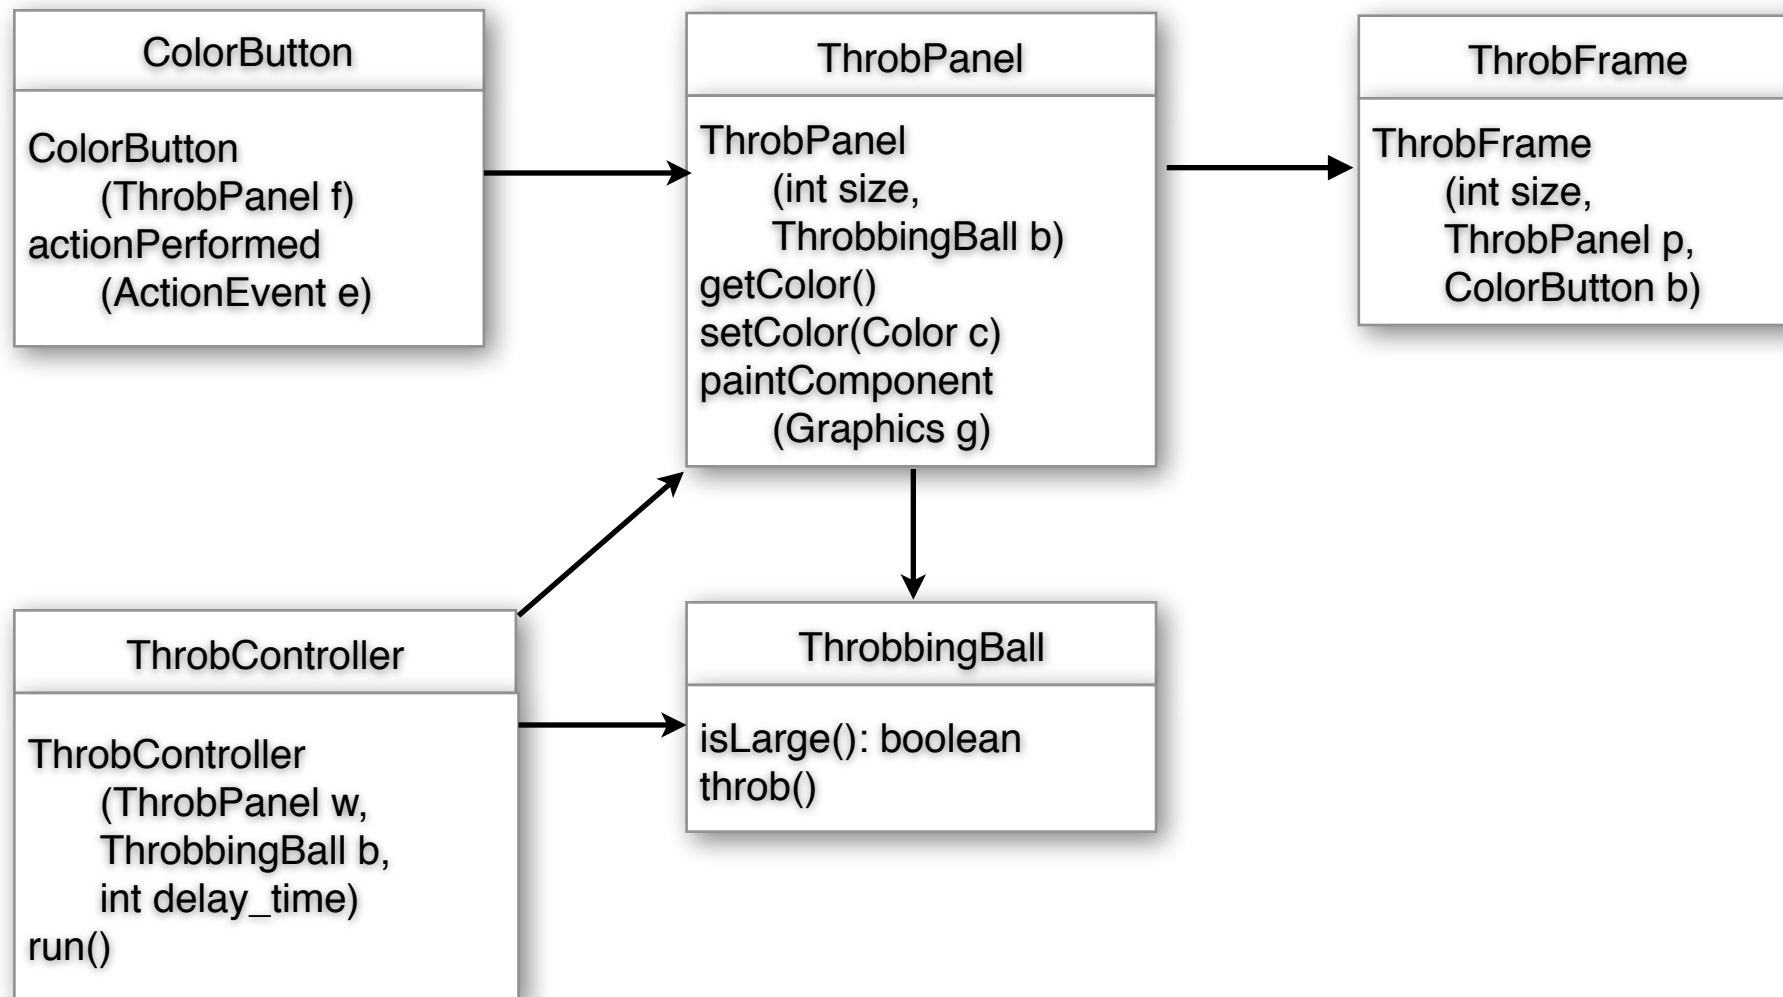 ColorButton
ColorButton
(ThrobPanel f)
actionPerformed
(ActionEvent e)
ThrobPanel
ThrobPanel
(int size,
ThrobbingBall b)
getColor()
setColor(Color c)
paintComponent
(Graphics g)
ThrobFrame
ThrobFrame
(int size,
ThrobPanel p,
ColorButton b)
ThrobController
ThrobController
(ThrobPanel w,
ThrobbingBall b,
int delay_time)
run()
ThrobbingBall
isLarge(): boolean
throb()